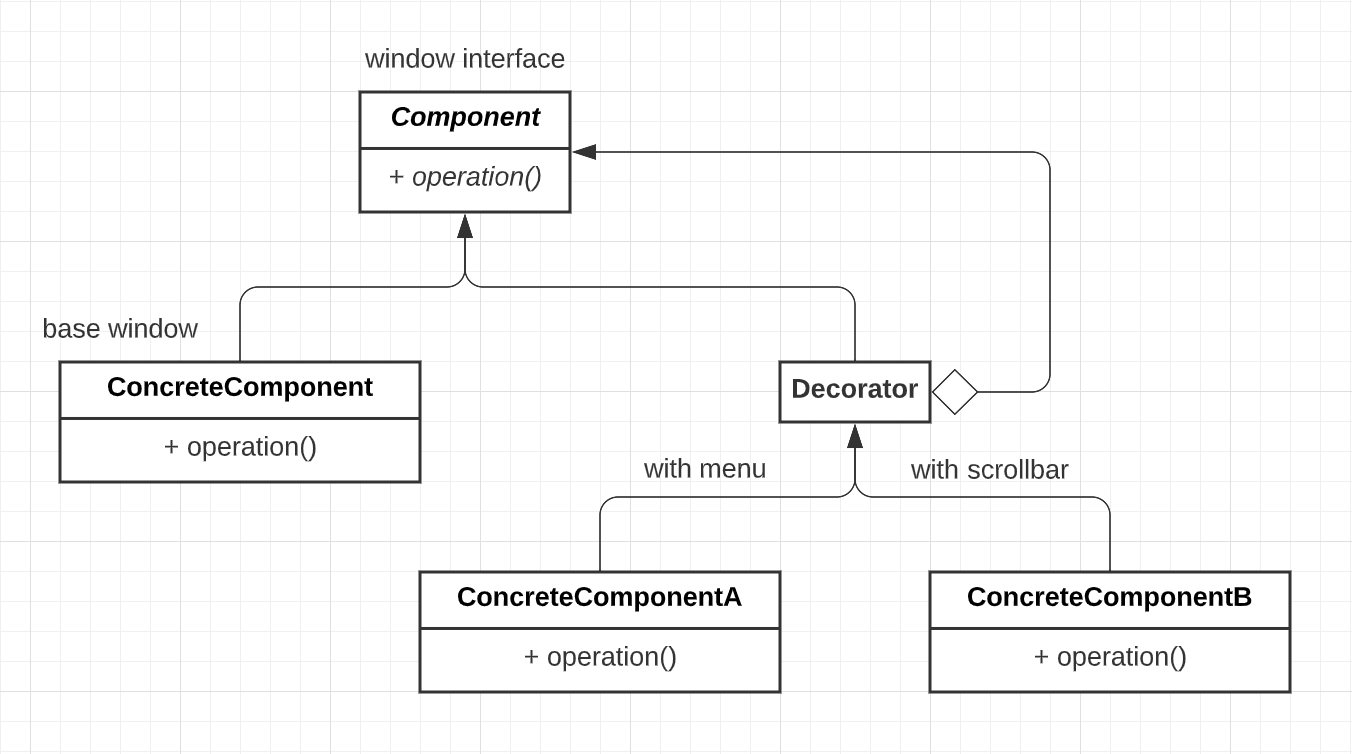 window interface
Component
+ operation()
base window
ConcreteComponent
+ operation()
Decorator
with menu
with scrollbar
ConcreteComponentA
+ operation()
ConcreteComponentB
+ operation()